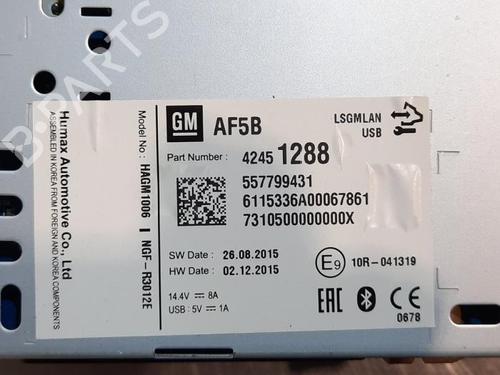 GM AF5B LSGMLAN
USB
Part Number: 4245 1288
557799431
6115336A00067861
7310500000000X
SW Date : 26.08.2015
HW Date : 02.12.2015
14.4V 8A
USB : 5V 1A
E9 10R-041319
EAC
0678
Humax Automotive Co., Ltd
ASSEMBLED IN KOREA FROM FOREIGN AND KOREA COMPONENTS
Model No : HAGM1006 I NGF-R3012E
B-PARTS